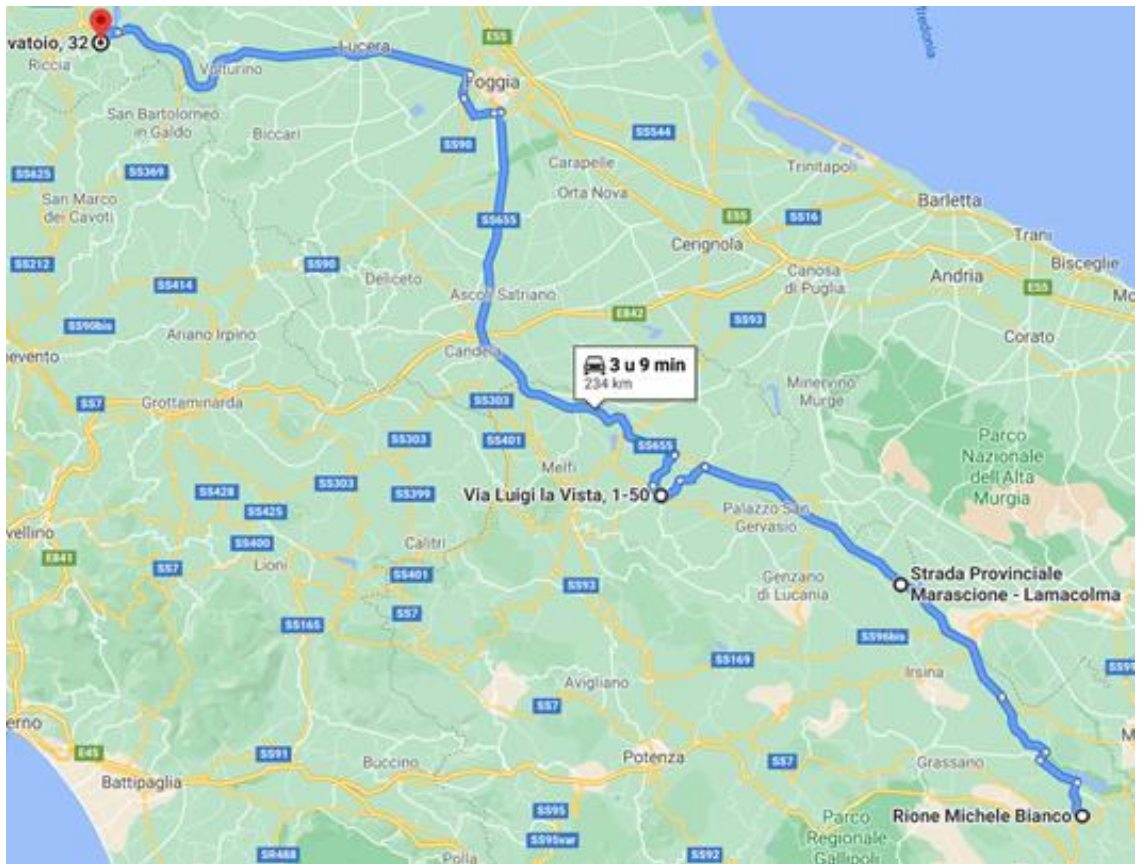 vatoio, 32
Riccia
Volturino
Lucera
E55
Foggia
fredonia
San Bartolomeo
in Galdo
Biccari
SS90
SS544
Carapelle
Trinitapoli
SS625
SS369
Orta Nova
San Marco
dei Cavoti
SS655
E55
SS16
Barletta
Trani
Cerignola
Bisceglie
SS212
SS90
Deliceto
SS414
Canosa
di Puglia
Andria
E55
Mo
Ascoli Satriano
SS90bis
Ariano Irpino
E842
SS93
Corato
nevento
Candela
3 u 9 min
234 km
Minervino
Murge
SS7
Grottaminarda
SS303
SS303
SS401
SS655
Parco
Nazionale
dell'Alta
Murgia
Melfi
SS303
SS428
SS399
Via Luigi la Vista, 1-50
SS425
Palazzo San
Gervasio
vellino
SS400
Calitri
E841
SS7
Lioni
SS401
SS93
Genzano
di Lucania
Strada Provinciale
Marascione - Lamacolma
SS7
SS165
SS96bis
SS169
Irsina
SS99
Avigliano
SS7
erno
E45
SS91
Potenza
SS7
Grassano
M
Battipaglia
Buccino
SS95
Rione Michele Bianco
Parco
Regionale
Gallipoli
SS95var
SR488
Polla
SS92